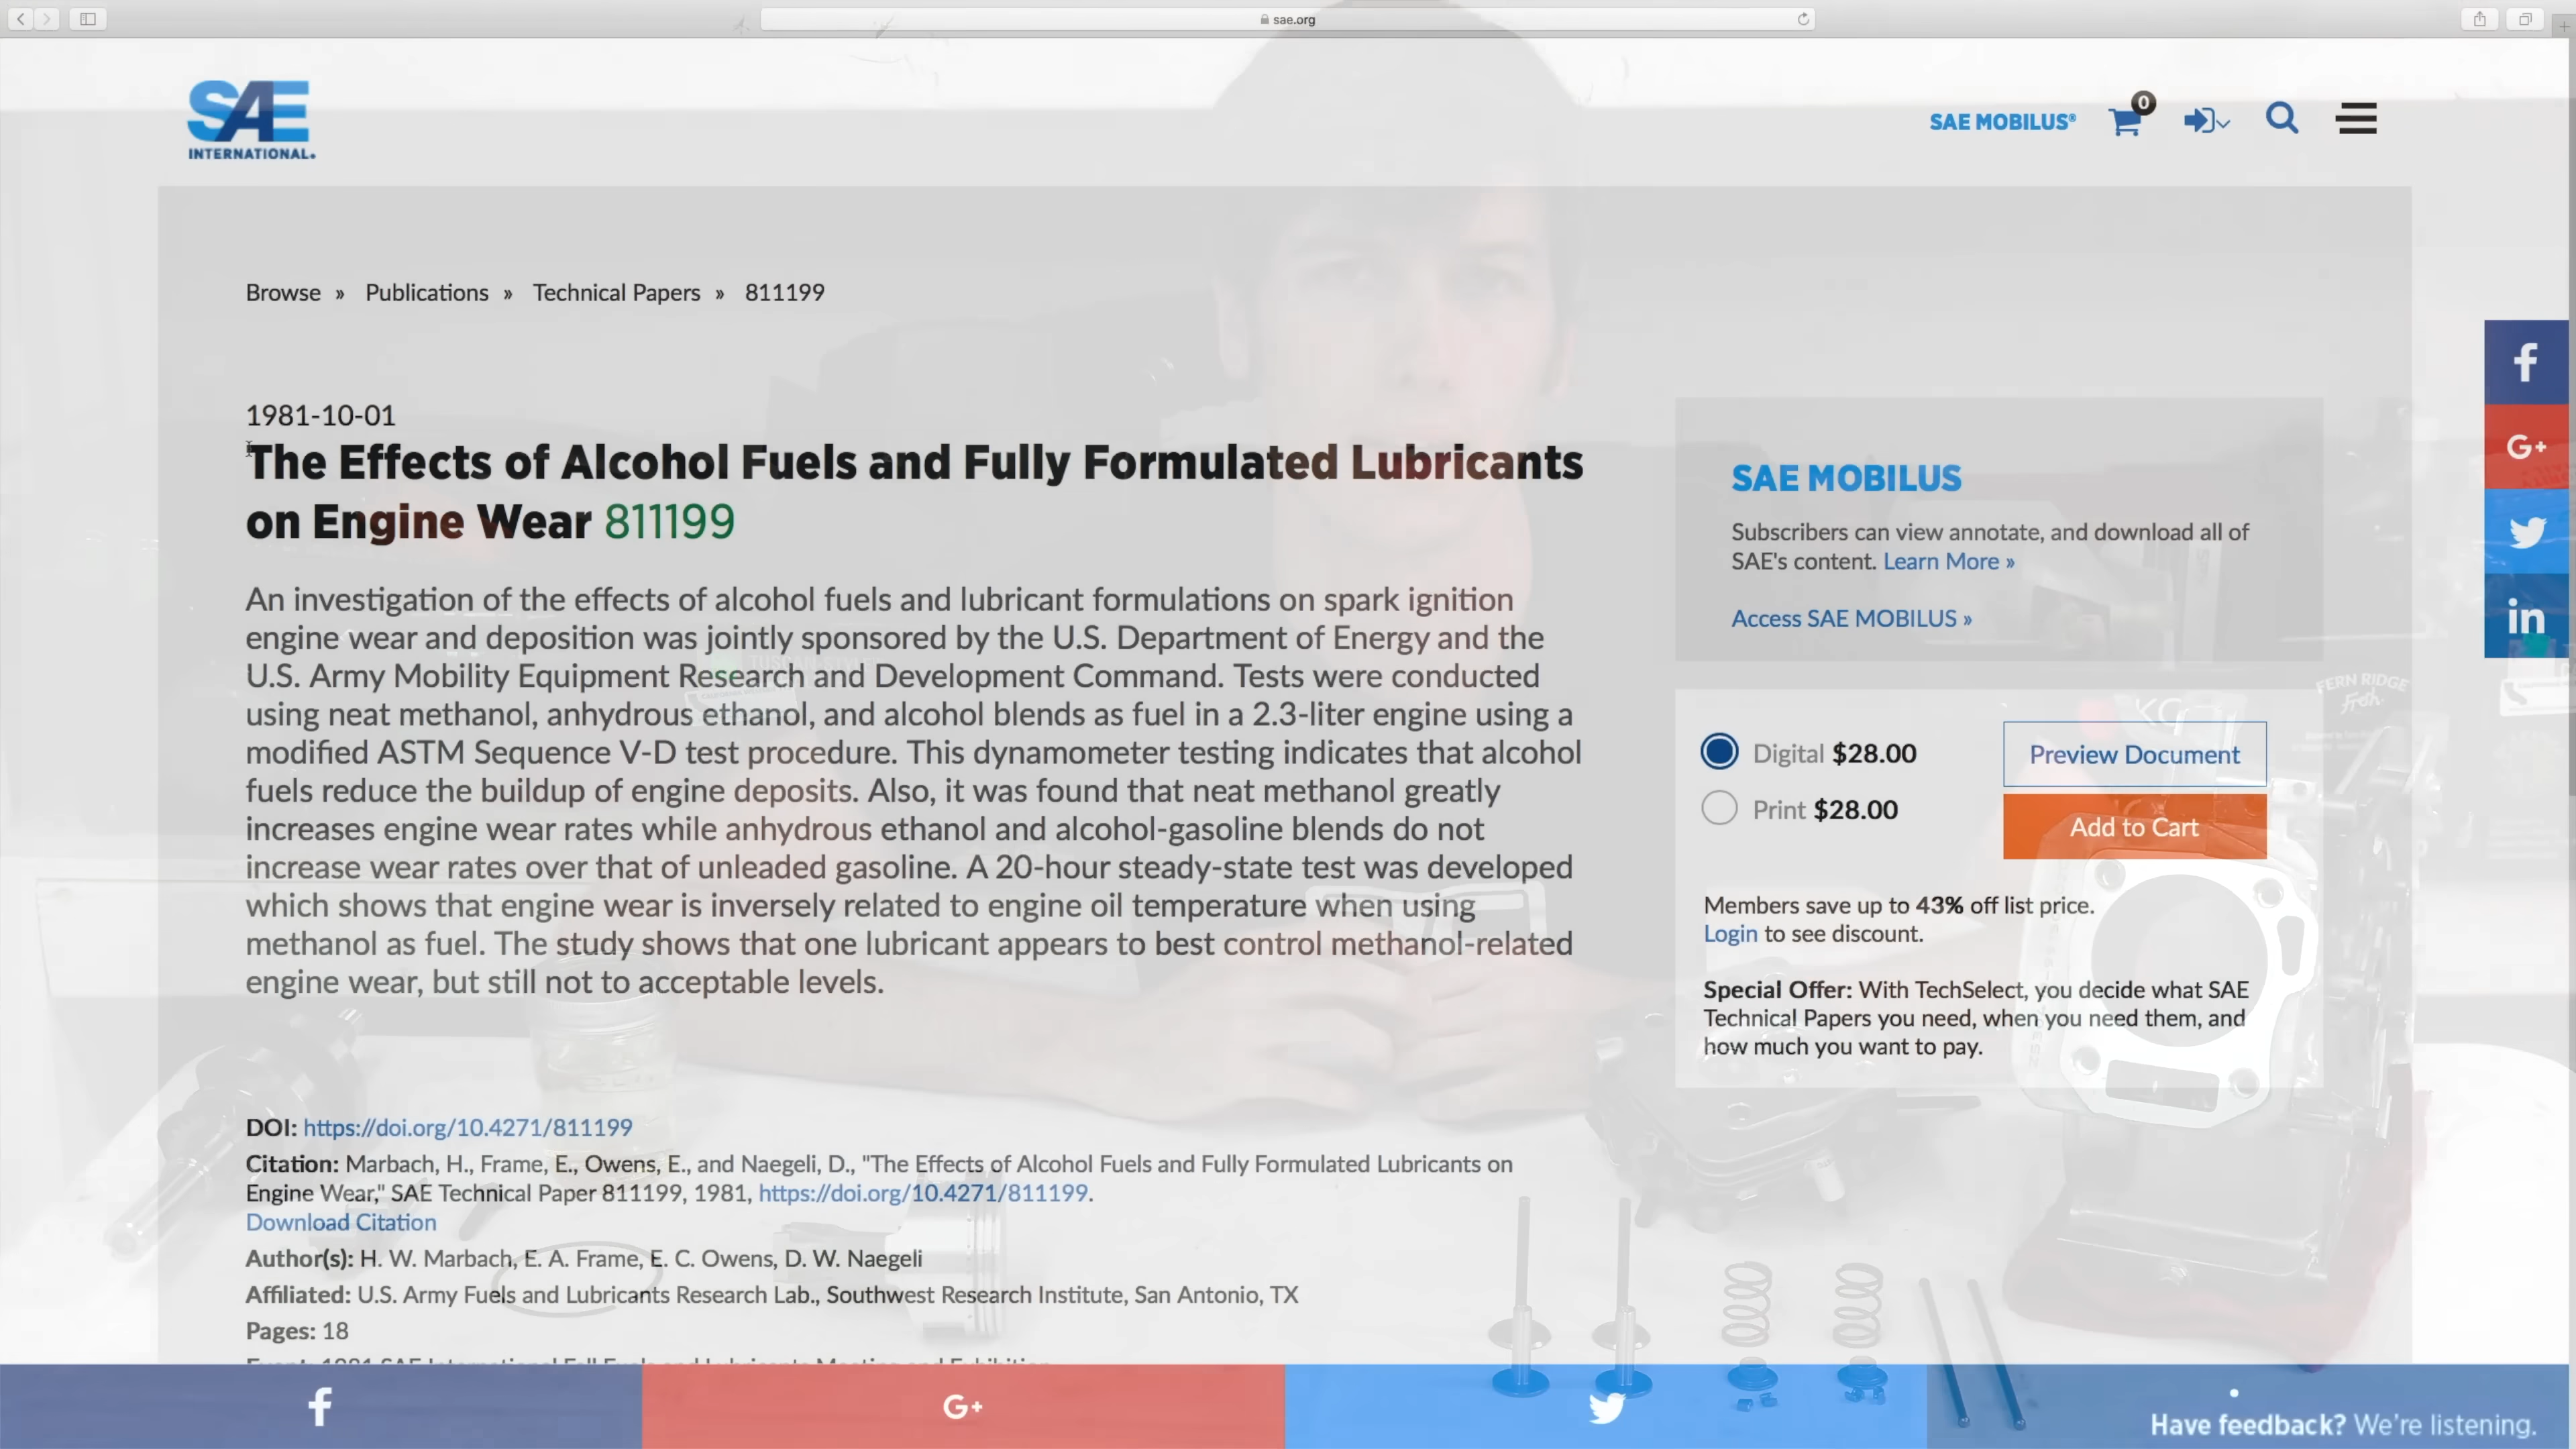 sae.org
SAE
INTERNATIONAL®
SAE MOBILUS®
0
Browse » Publications » Technical Papers » 811199
1981-10-01
The Effects of Alcohol Fuels and Fully Formulated Lubricants
on Engine Wear 811199
An investigation of the effects of alcohol fuels and lubricant formulations on spark ignition
engine wear and deposition was jointly sponsored by the U.S. Department of Energy and the
U.S. Army Mobility Equipment Research and Development Command. Tests were conducted
using neat methanol, anhydrous ethanol, and alcohol blends as fuel in a 2.3-liter engine using a
modified ASTM Sequence V-D test procedure. This dynamometer testing indicates that alcohol
fuels reduce the buildup of engine deposits. Also, it was found that neat methanol greatly
increases engine wear rates while anhydrous ethanol and alcohol-gasoline blends do not
increase wear rates over that of unleaded gasoline. A 20-hour steady-state test was developed
which shows that engine wear is inversely related to engine oil temperature when using
methanol as fuel. The study shows that one lubricant appears to best control methanol-related
engine wear, but still not to acceptable levels.
DOI: https://doi.org/10.4271/811199
Citation: Marbach, H., Frame, E., Owens, E., and Naegeli, D., "The Effects of Alcohol Fuels and Fully Formulated Lubricants on
Engine Wear," SAE Technical Paper 811199, 1981, https://doi.org/10.4271/811199.
Download Citation
Author(s): H. W. Marbach, E. A. Frame, E. C. Owens, D. W. Naegeli
Affiliated: U.S. Army Fuels and Lubricants Research Lab., Southwest Research Institute, San Antonio, TX
Pages: 18
SAE MOBILUS
Subscribers can view annotate, and download all of
SAE's content. Learn More »
Access SAE MOBILUS »
Digital $28.00
Preview Document
Print $28.00
Add to Cart
Members save up to 43% off list price.
Login to see discount.
Special Offer: With TechSelect, you decide what SAE
Technical Papers you need, when you need them, and
how much you want to pay.
f
G+
in
FERN RIDGE
Fresh
KG
TUSCAN STYLE
f
G+
Have feedback? We're listening.